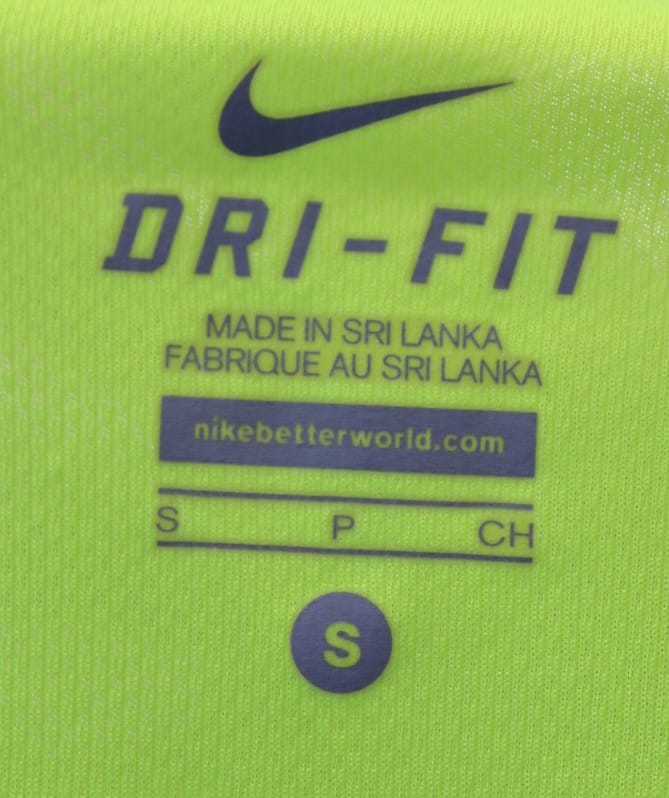 DRI-FIT
MADE IN SRI LANKA
FABRIQUE AU SRI LANKA
nikebetterworld.com
S P CH
S